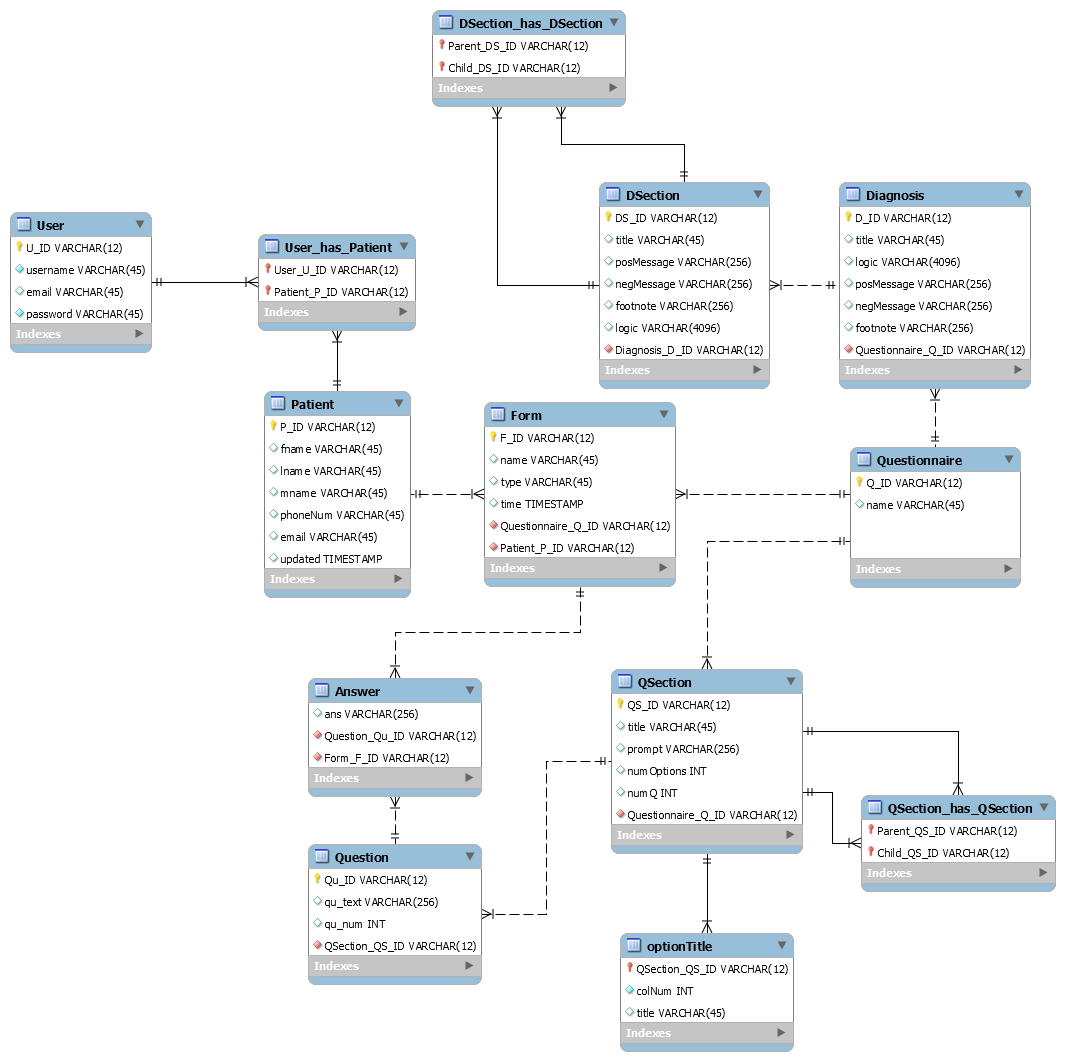 DSection_has_DSection
Parent_DS_ID VARCHAR(12)
Child_DS_ID VARCHAR(12)
Indexes
DSection
DS_ID VARCHAR(12)
title VARCHAR(45)
posMessage VARCHAR(256)
negMessage VARCHAR(256)
footnote VARCHAR(256)
logic VARCHAR(4096)
Diagnosis_D_ID VARCHAR(12)
Indexes
Diagnosis
D_ID VARCHAR(12)
title VARCHAR(45)
logic VARCHAR(4096)
posMessage VARCHAR(256)
negMessage VARCHAR(256)
footnote VARCHAR(256)
Questionnaire_Q_ID VARCHAR(12)
Indexes
User
U_ID VARCHAR(12)
username VARCHAR(45)
email VARCHAR(45)
password VARCHAR(45)
Indexes
User_has_Patient
User_U_ID VARCHAR(12)
Patient_P_ID VARCHAR(12)
Indexes
Patient
P_ID VARCHAR(12)
fname VARCHAR(45)
lname VARCHAR(45)
mname VARCHAR(45)
phoneNum VARCHAR(45)
email VARCHAR(45)
updated TIMESTAMP
Indexes
Form
F_ID VARCHAR(12)
name VARCHAR(45)
type VARCHAR(45)
time TIMESTAMP
Questionnaire_Q_ID VARCHAR(12)
Patient_P_ID VARCHAR(12)
Indexes
Questionnaire
Q_ID VARCHAR(12)
name VARCHAR(45)
Indexes
Answer
ans VARCHAR(256)
Question_Qu_ID VARCHAR(12)
Form_F_ID VARCHAR(12)
Indexes
QSection
QS_ID VARCHAR(12)
title VARCHAR(45)
prompt VARCHAR(256)
numOptions INT
numQ INT
Questionnaire_Q_ID VARCHAR(12)
Indexes
QSection_has_QSection
Parent_QS_ID VARCHAR(12)
Child_QS_ID VARCHAR(12)
Indexes
Question
Qu_ID VARCHAR(12)
qu_text VARCHAR(256)
qu_num INT
QSection_QS_ID VARCHAR(12)
Indexes
optionTitle
QSection_QS_ID VARCHAR(12)
colNum INT
title VARCHAR(45)
Indexes